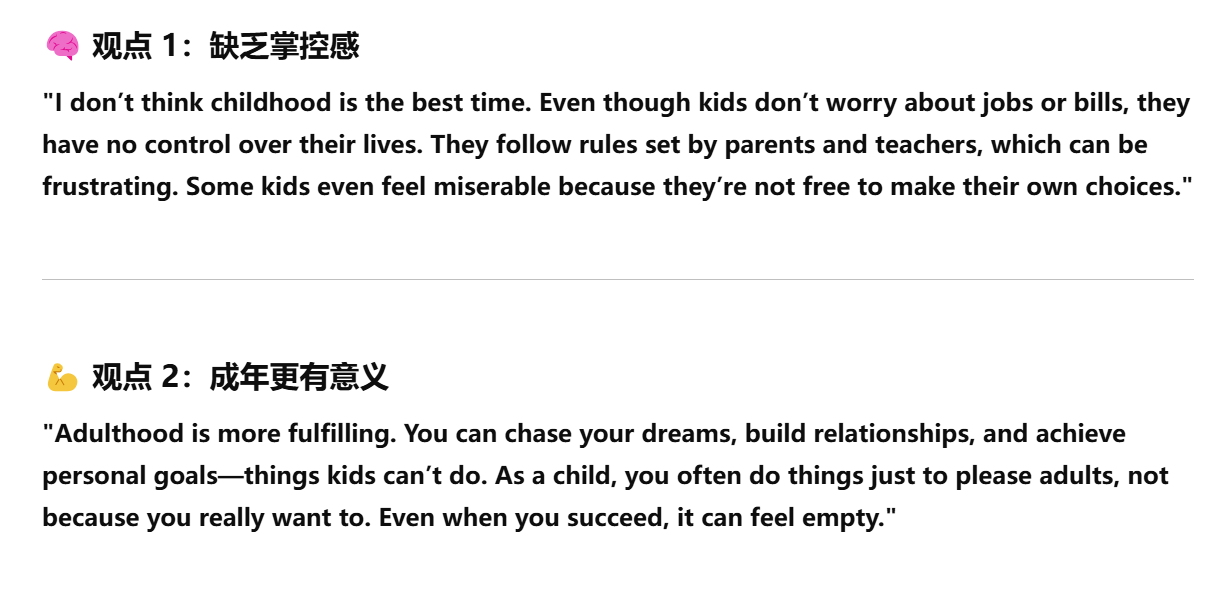 🧠 观点 1：缺乏掌控感
"I don’t think childhood is the best time. Even though kids don’t worry about jobs or bills, they
have no control over their lives. They follow rules set by parents and teachers, which can be
frustrating. Some kids even feel miserable because they’re not free to make their own choices."
💪 观点 2：成年更有意义
"Adulthood is more fulfilling. You can chase your dreams, build relationships, and achieve
personal goals—things kids can’t do. As a child, you often do things just to please adults, not
because you really want to. Even when you succeed, it can feel empty."